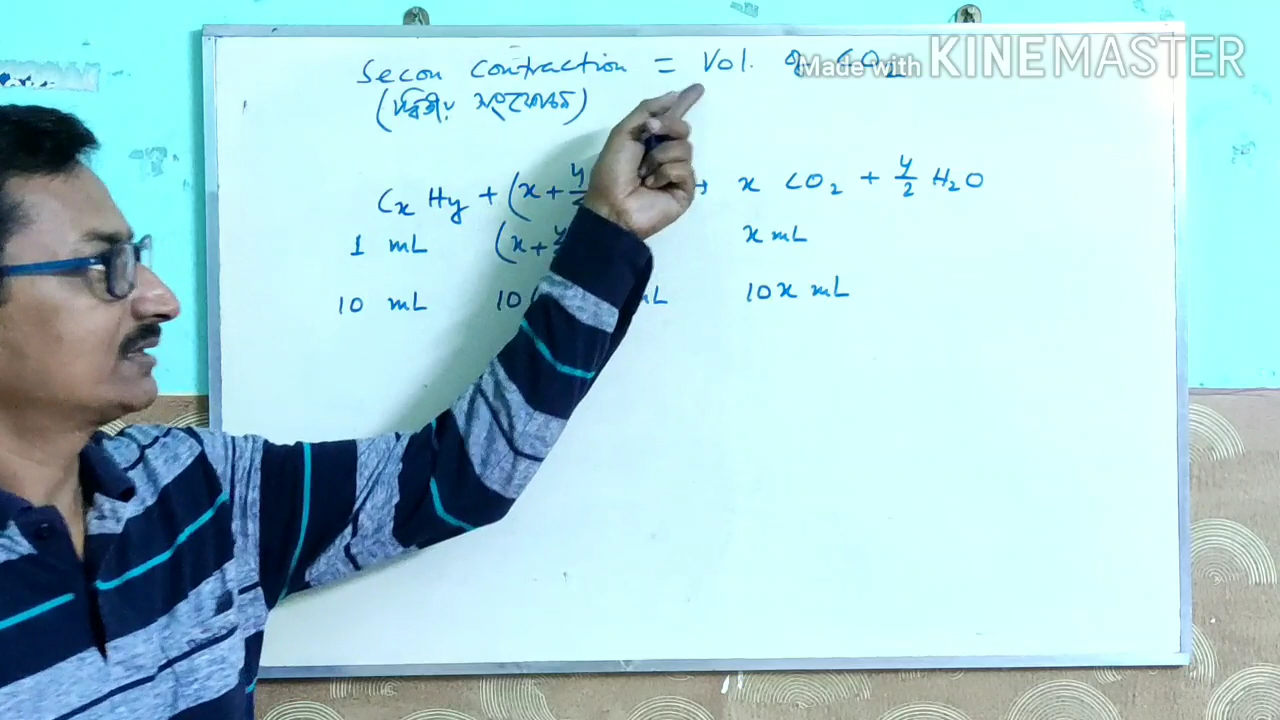 Secon contraction = Vol. of CO2
Made with KINEMASTER
(দ্বিতীয় সংকোচন)
CxHy + (x + y → x CO2 + y/2 H2O
1 mL (x + y x mL
10 mL 10 mL 10x mL